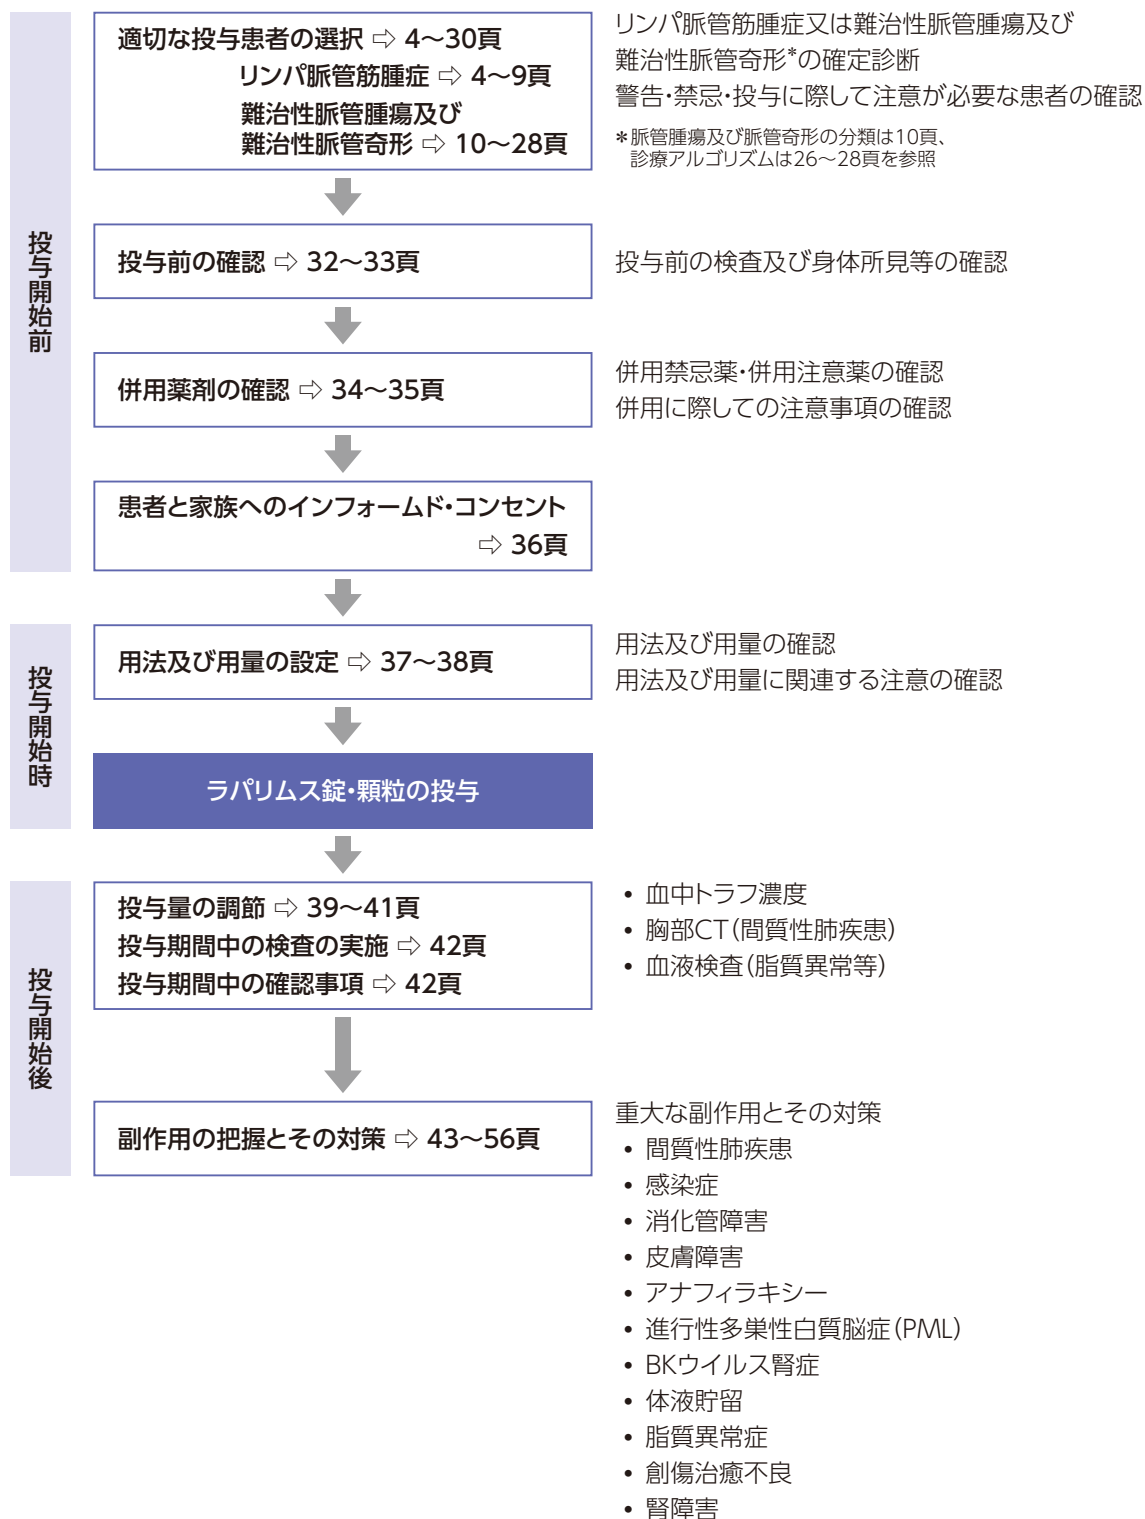 投与開始前
適切な投与患者の選択 ⇨ 4~30頁
リンパ脈管筋腫症 ⇨ 4~9頁
難治性脈管腫瘍及び
難治性脈管奇形 ⇨ 10~28頁
リンパ脈管筋腫症又は難治性脈管腫瘍及び
難治性脈管奇形*の確定診断
警告・禁忌・投与に際して注意が必要な患者の確認
*脈管腫瘍及び脈管奇形の分類は10頁、
診療アルゴリズムは26~28頁を参照
投与前の確認 ⇨ 32~33頁
投与前の検査及び身体所見等の確認
併用薬剤の確認 ⇨ 34~35頁
併用禁忌薬・併用注意薬の確認
併用に際しての注意事項の確認
患者と家族へのインフォームド・コンセント
⇨ 36頁
投与開始時
用法及び用量の設定 ⇨ 37~38頁
用法及び用量の確認
用法及び用量に関連する注意の確認
ラパリムス錠・顆粒の投与
投与開始後
投与量の調節 ⇨ 39~41頁
投与期間中の検査の実施 ⇨ 42頁
投与期間中の確認事項 ⇨ 42頁
• 血中トラフ濃度
• 胸部CT(間質性肺疾患)
• 血液検査(脂質異常等)
副作用の把握とその対策 ⇨ 43~56頁
重大な副作用とその対策
• 間質性肺疾患
• 感染症
• 消化管障害
• 皮膚障害
• アナフィラキシー
• 進行性多巣性白質脳症(PML)
• BKウイルス腎症
• 体液貯留
• 脂質異常症
• 創傷治癒不良
• 腎障害